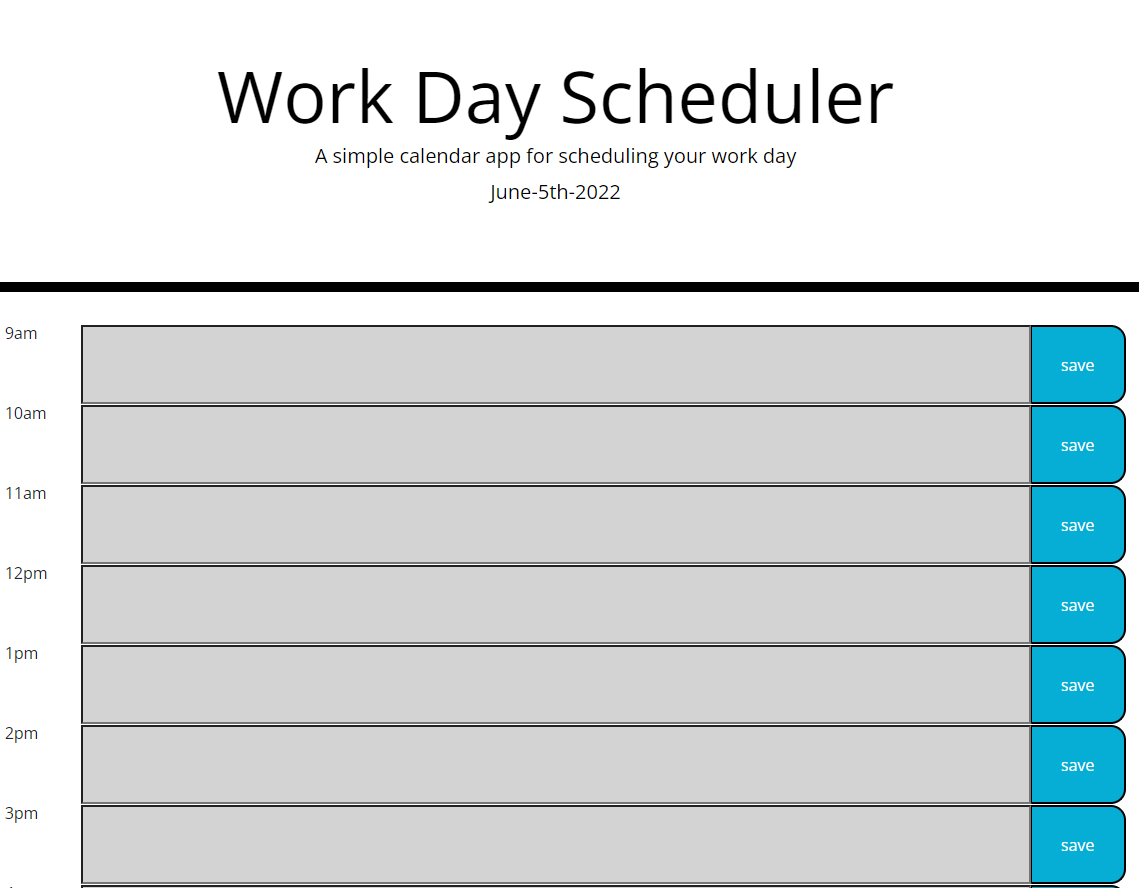 Work Day Scheduler
A simple calendar app for scheduling your work day
June-5th-2022
9am
save
10am
save
11am
save
12pm
save
1pm
save
2pm
save
3pm
save